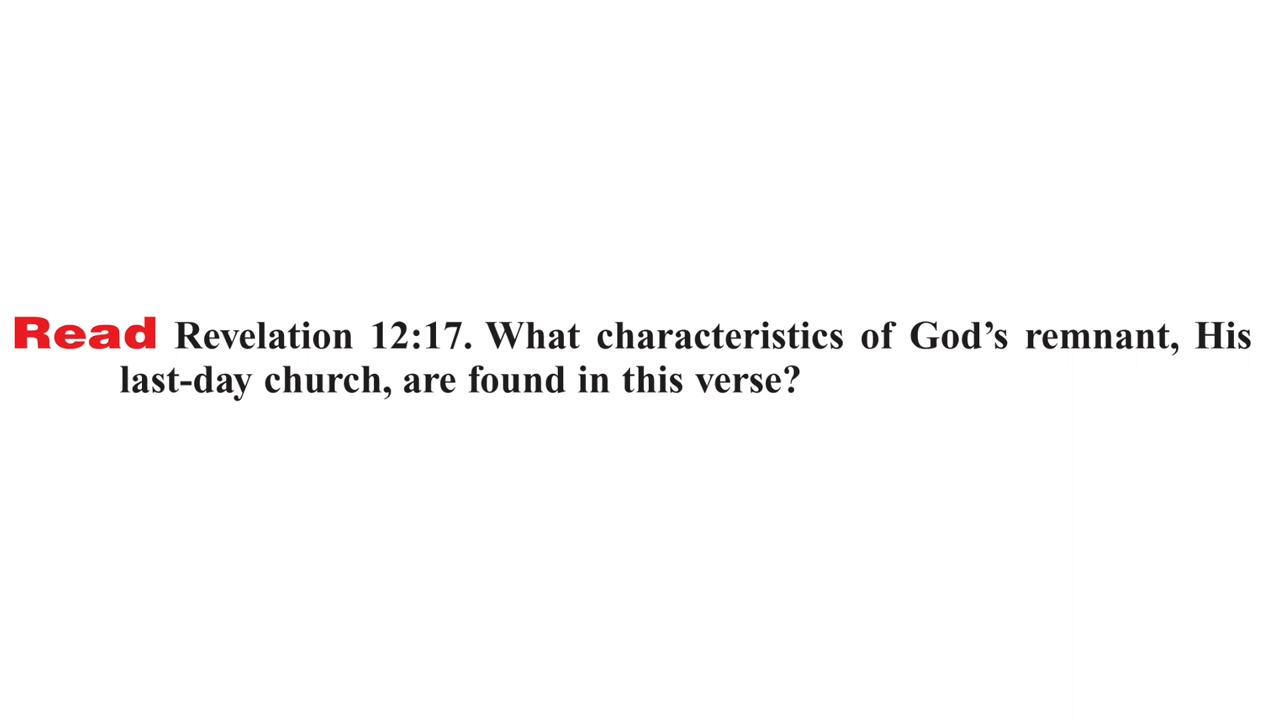 Read Revelation 12:17. What characteristics of God’s remnant, His
last-day church, are found in this verse?